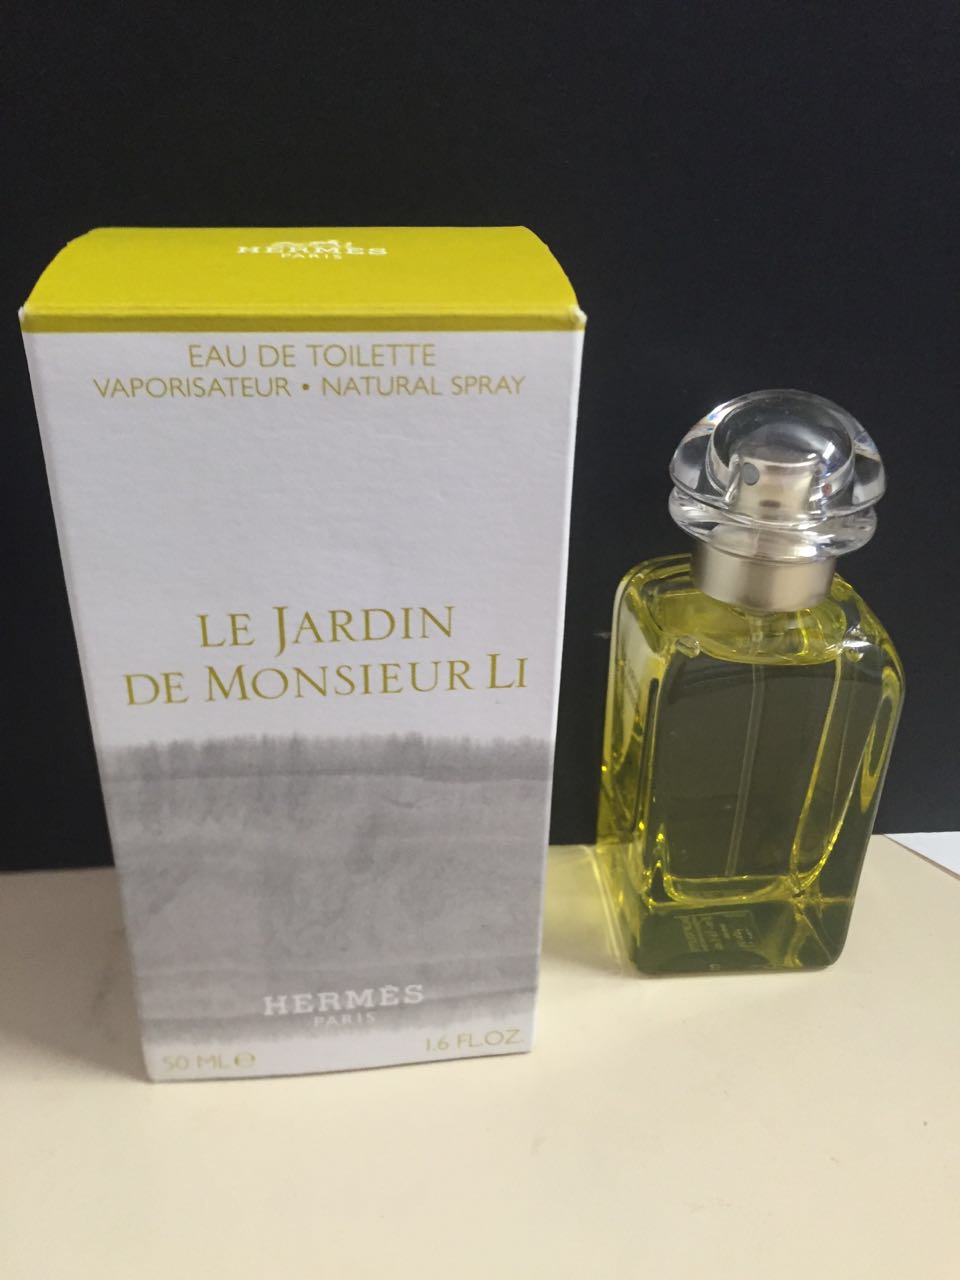 HERMÈS
PARIS
EAU DE TOILETTE
VAPORISATEUR • NATURAL SPRAY
LE JARDIN
DE MONSIEUR LI
HERMÈS
PARIS
50 ML ℮
1.6 FL.OZ.